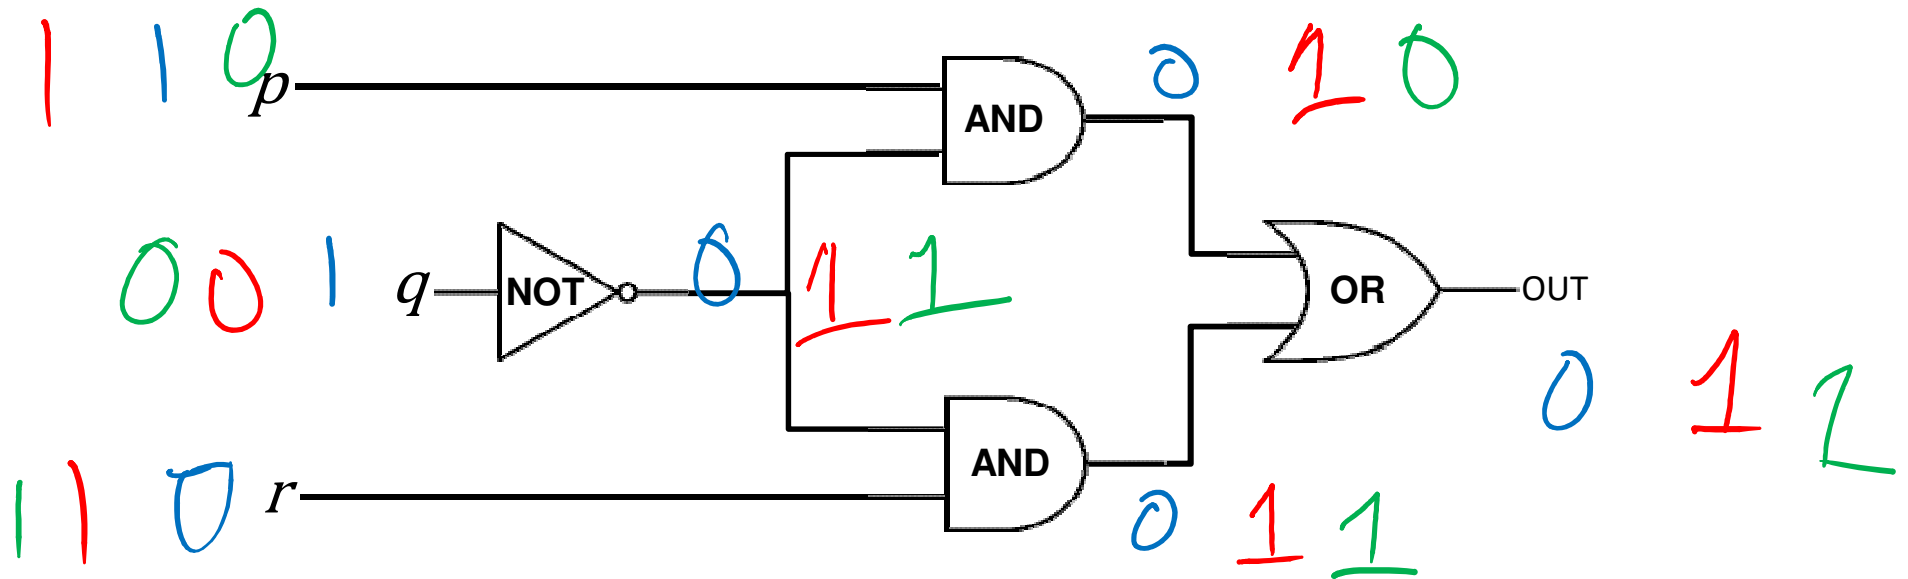 1 1 0 p AND 0 1 0
0 0 1 q NOT 0 1 1 OR OUT
0 1 1
1 1 0 r AND 0 1 1